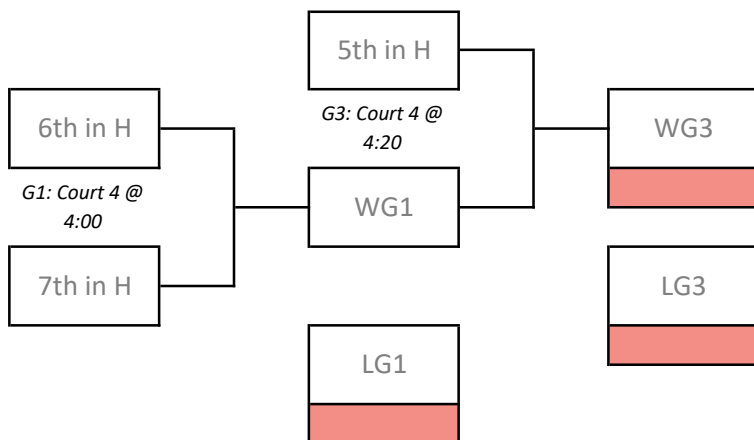 5th in H
6th in H
G3: Court 4 @
4:20
WG3
G1: Court 4 @
4:00
WG1
7th in H
LG3
LG1